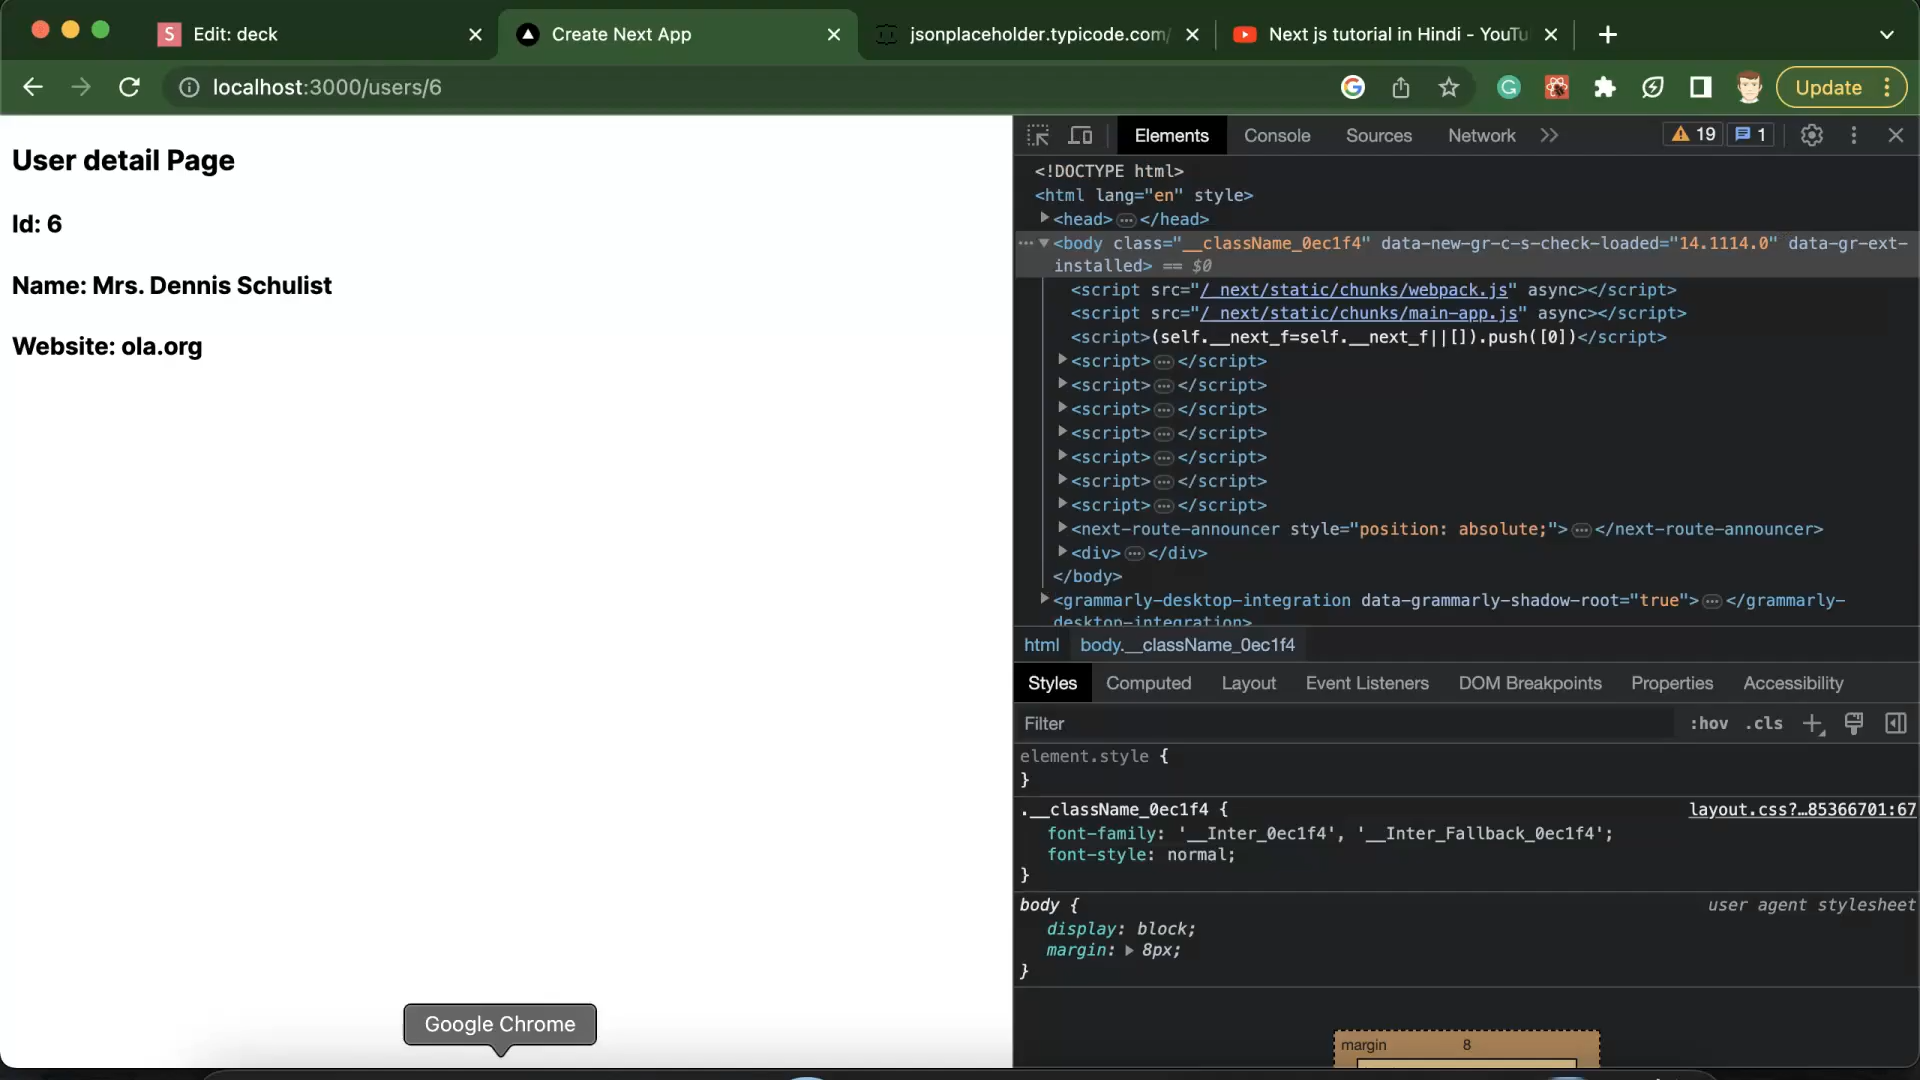 S Edit: deck
Create Next App
jsonplaceholder.typicode.com/
Next js tutorial in Hindi - YouTu
localhost:3000/users/6
Update
User detail Page
Id: 6
Name: Mrs. Dennis Schulist
Website: ola.org
Google Chrome
Elements Console Sources Network 19 1
<!DOCTYPE html>
<html lang="en" style>
<head> … </head>
<body class="__className_0ec1f4" data-new-gr-c-s-check-loaded="14.1114.0" data-gr-ext-
installed> == $0
<script src="/_next/static/chunks/webpack.js" async></script>
<script src="/_next/static/chunks/main-app.js" async></script>
<script>(self.__next_f=self.__next_f||[]).push([0])</script>
<script> … </script>
<script> … </script>
<script> … </script>
<script> … </script>
<script> … </script>
<script> … </script>
<script> … </script>
<next-route-announcer style="position: absolute;"> … </next-route-announcer>
<div> … </div>
</body>
<grammarly-desktop-integration data-grammarly-shadow-root="true"> … </grammarly-
desktop-integration>
html body.__className_0ec1f4
Styles Computed Layout Event Listeners DOM Breakpoints Properties Accessibility
Filter :hov .cls
element.style {
}
.__className_0ec1f4 { layout.css?…85366701:67
font-family: '__Inter_0ec1f4', '__Inter_Fallback_0ec1f4';
font-style: normal;
}
body { user agent stylesheet
display: block;
margin: 8px;
}
margin 8